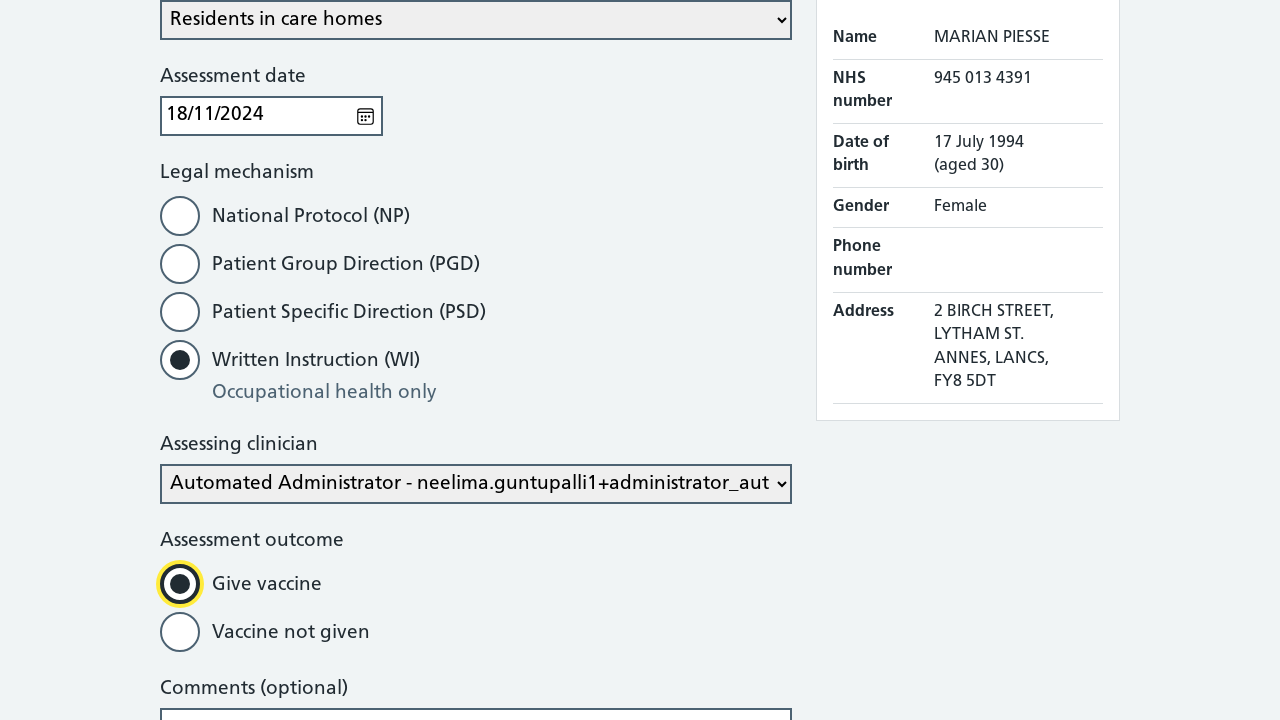 Residents in care homes
Assessment date
18/11/2024
Legal mechanism
National Protocol (NP)
Patient Group Direction (PGD)
Patient Specific Direction (PSD)
Written Instruction (WI)
Occupational health only
Assessing clinician
Automated Administrator - neelima.guntupalli1+administrator_aut
Assessment outcome
Give vaccine
Vaccine not given
Comments (optional)
Name MARIAN PIESSE
NHS number 945 013 4391
Date of birth 17 July 1994 (aged 30)
Gender Female
Phone number
Address 2 BIRCH STREET,
LYTHAM ST.
ANNES, LANCS,
FY8 5DT